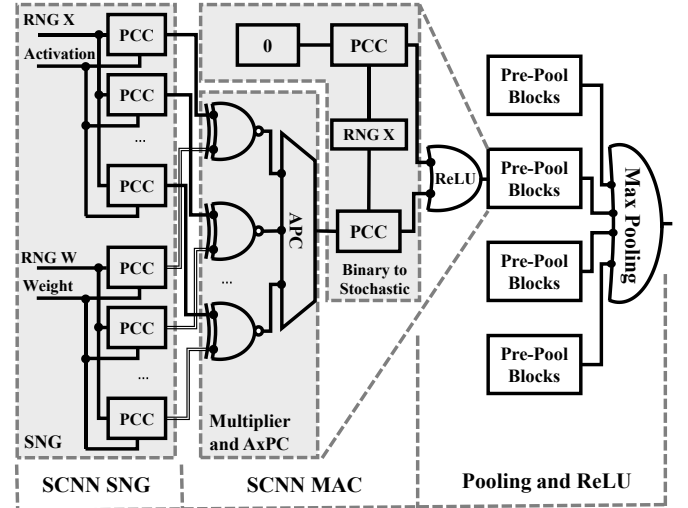 RNG X
Activation
PCC
PCC
...
PCC
RNG W
Weight
PCC
PCC
...
PCC
SNG
0
PCC
RNG X
PCC
Binary to
Stochastic
APC
...
Multiplier
and AxPC
ReLU
Pre-Pool
Blocks
Pre-Pool
Blocks
Pre-Pool
Blocks
Pre-Pool
Blocks
Max Pooling
SCNN SNG
SCNN MAC
Pooling and ReLU